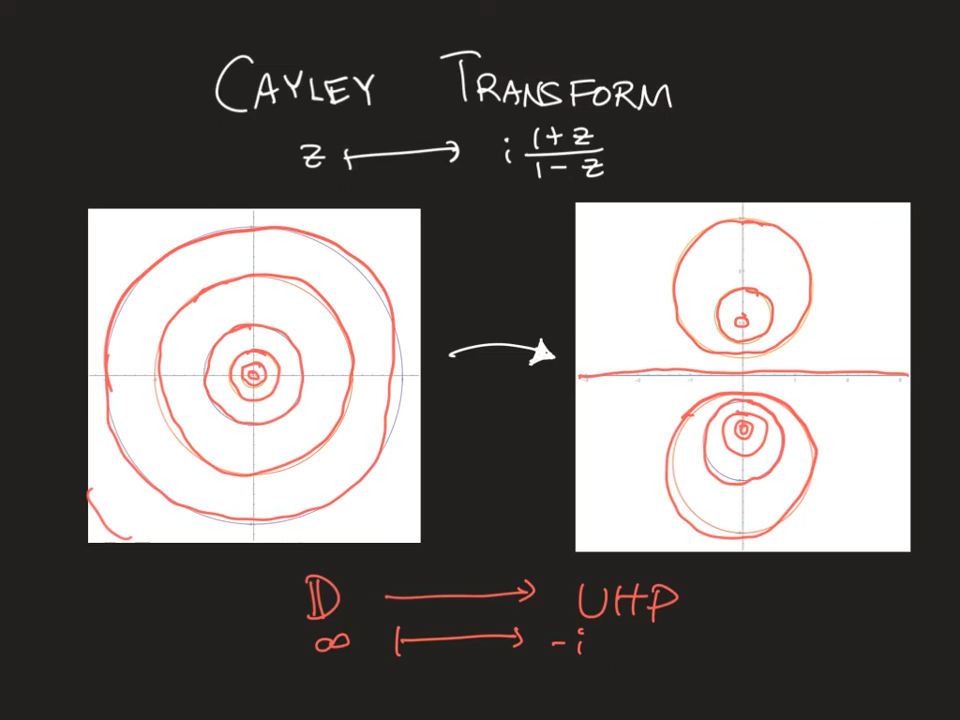 CAYLEY TRANSFORM
z ⟼ i (1+z)/(1-z)
𝔻 ⟶ UHP
∞ ⟼ -i